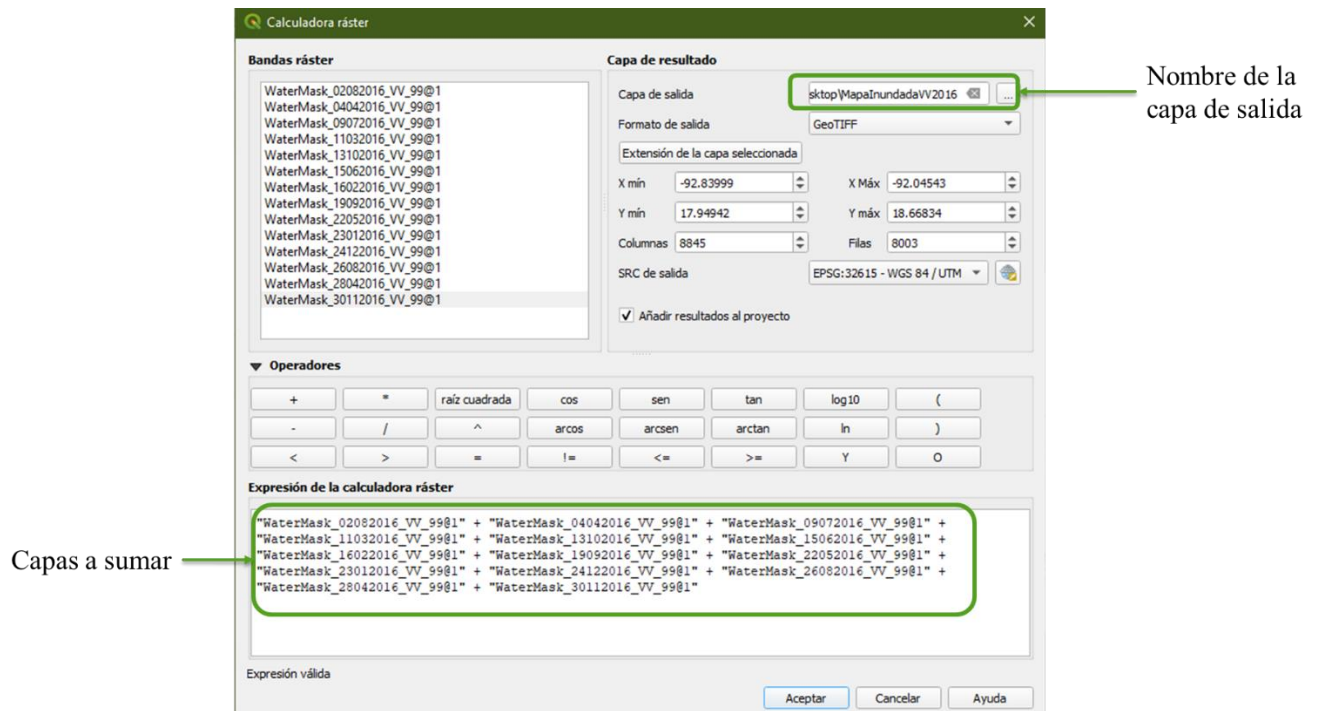 Calculadora ráster
Bandas ráster
WaterMask_02082016_VV_99@1
WaterMask_04042016_VV_99@1
WaterMask_09072016_VV_99@1
WaterMask_11032016_VV_99@1
WaterMask_13102016_VV_99@1
WaterMask_15062016_VV_99@1
WaterMask_16022016_VV_99@1
WaterMask_19092016_VV_99@1
WaterMask_22052016_VV_99@1
WaterMask_23012016_VV_99@1
WaterMask_24122016_VV_99@1
WaterMask_26082016_VV_99@1
WaterMask_28042016_VV_99@1
WaterMask_30112016_VV_99@1
Capa de resultado
Capa de salida sktop\MapaInundadaVV2016 ...
Formato de salida GeoTIFF
Extensión de la capa seleccionada
X mín -92.83999 X Máx -92.04543
Y mín 17.94942 Y máx 18.66834
Columnas 8845 Filas 8003
SRC de salida EPSG:32615 - WGS 84 / UTM
Añadir resultados al proyecto
Nombre de la
capa de salida
Operadores
+ * raíz cuadrada cos sen tan log10 (
- / ^ arcos arcsen arctan ln )
< > = != <= >= Y O
Expresión de la calculadora ráster
"WaterMask_02082016_VV_99@1" + "WaterMask_04042016_VV_99@1" + "WaterMask_09072016_VV_99@1" +
"WaterMask_11032016_VV_99@1" + "WaterMask_13102016_VV_99@1" + "WaterMask_15062016_VV_99@1" +
"WaterMask_16022016_VV_99@1" + "WaterMask_19092016_VV_99@1" + "WaterMask_22052016_VV_99@1" +
"WaterMask_23012016_VV_99@1" + "WaterMask_24122016_VV_99@1" + "WaterMask_26082016_VV_99@1" +
"WaterMask_28042016_VV_99@1" + "WaterMask_30112016_VV_99@1"
Capas a sumar
Expresión válida
Aceptar Cancelar Ayuda